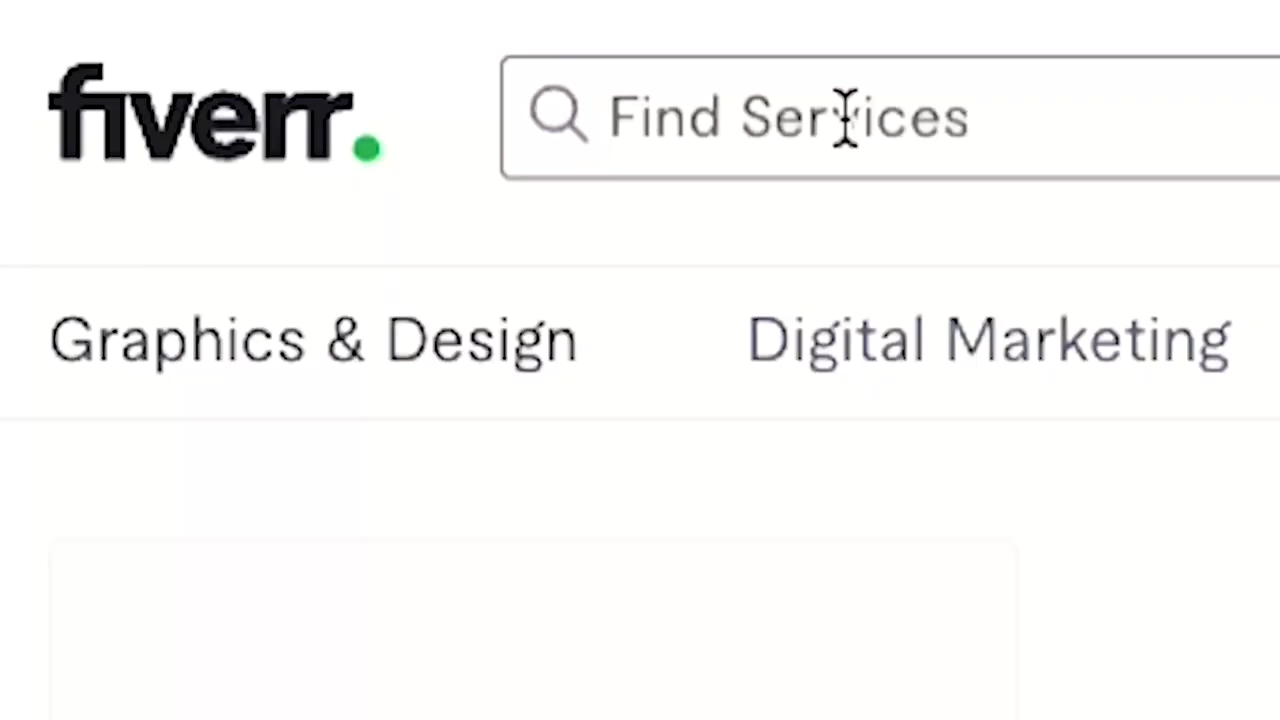 fiverr.
Find Services
Graphics & Design
Digital Marketing